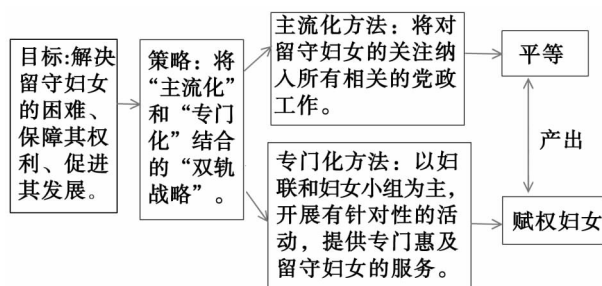 目标:解决
留守妇女
的困难、
保障其权
利、促进
其发展。
策略：将
“主流化”
和“专门
化”结合
的“双轨
战略”。
主流化方法：将对
留守妇女的关注纳
入所有相关的党政
工作。
专门化方法：以妇
联和妇女小组为主，
开展有针对性的活
动，提供专门惠及
留守妇女的服务。
平等
产出
赋权妇女